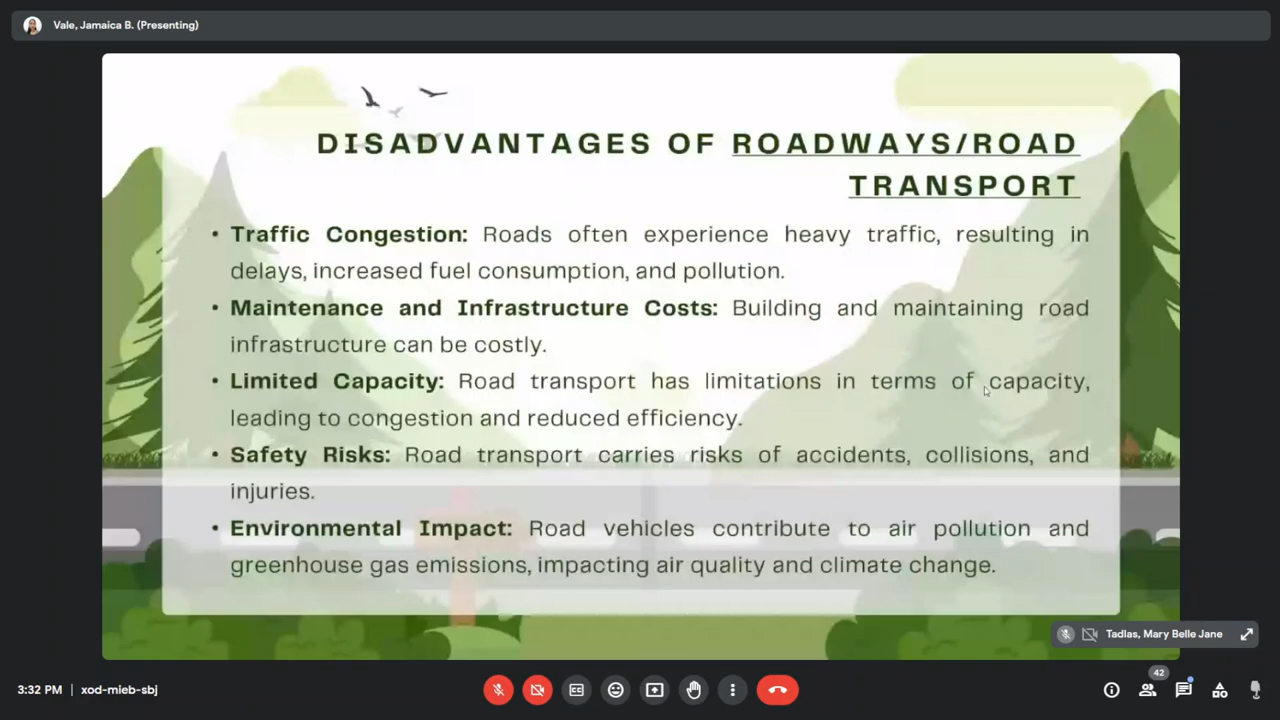 Vale, Jamaica B. (Presenting)
DISADVANTAGES OF ROADWAYS/ROAD
TRANSPORT
• Traffic Congestion: Roads often experience heavy traffic, resulting in
delays, increased fuel consumption, and pollution.
• Maintenance and Infrastructure Costs: Building and maintaining road
infrastructure can be costly.
• Limited Capacity: Road transport has limitations in terms of capacity,
leading to congestion and reduced efficiency.
• Safety Risks: Road transport carries risks of accidents, collisions, and
injuries.
• Environmental Impact: Road vehicles contribute to air pollution and
greenhouse gas emissions, impacting air quality and climate change.
Tadlas, Mary Belle Jane
3:32 PM | xod-mieb-sbj
CC
42